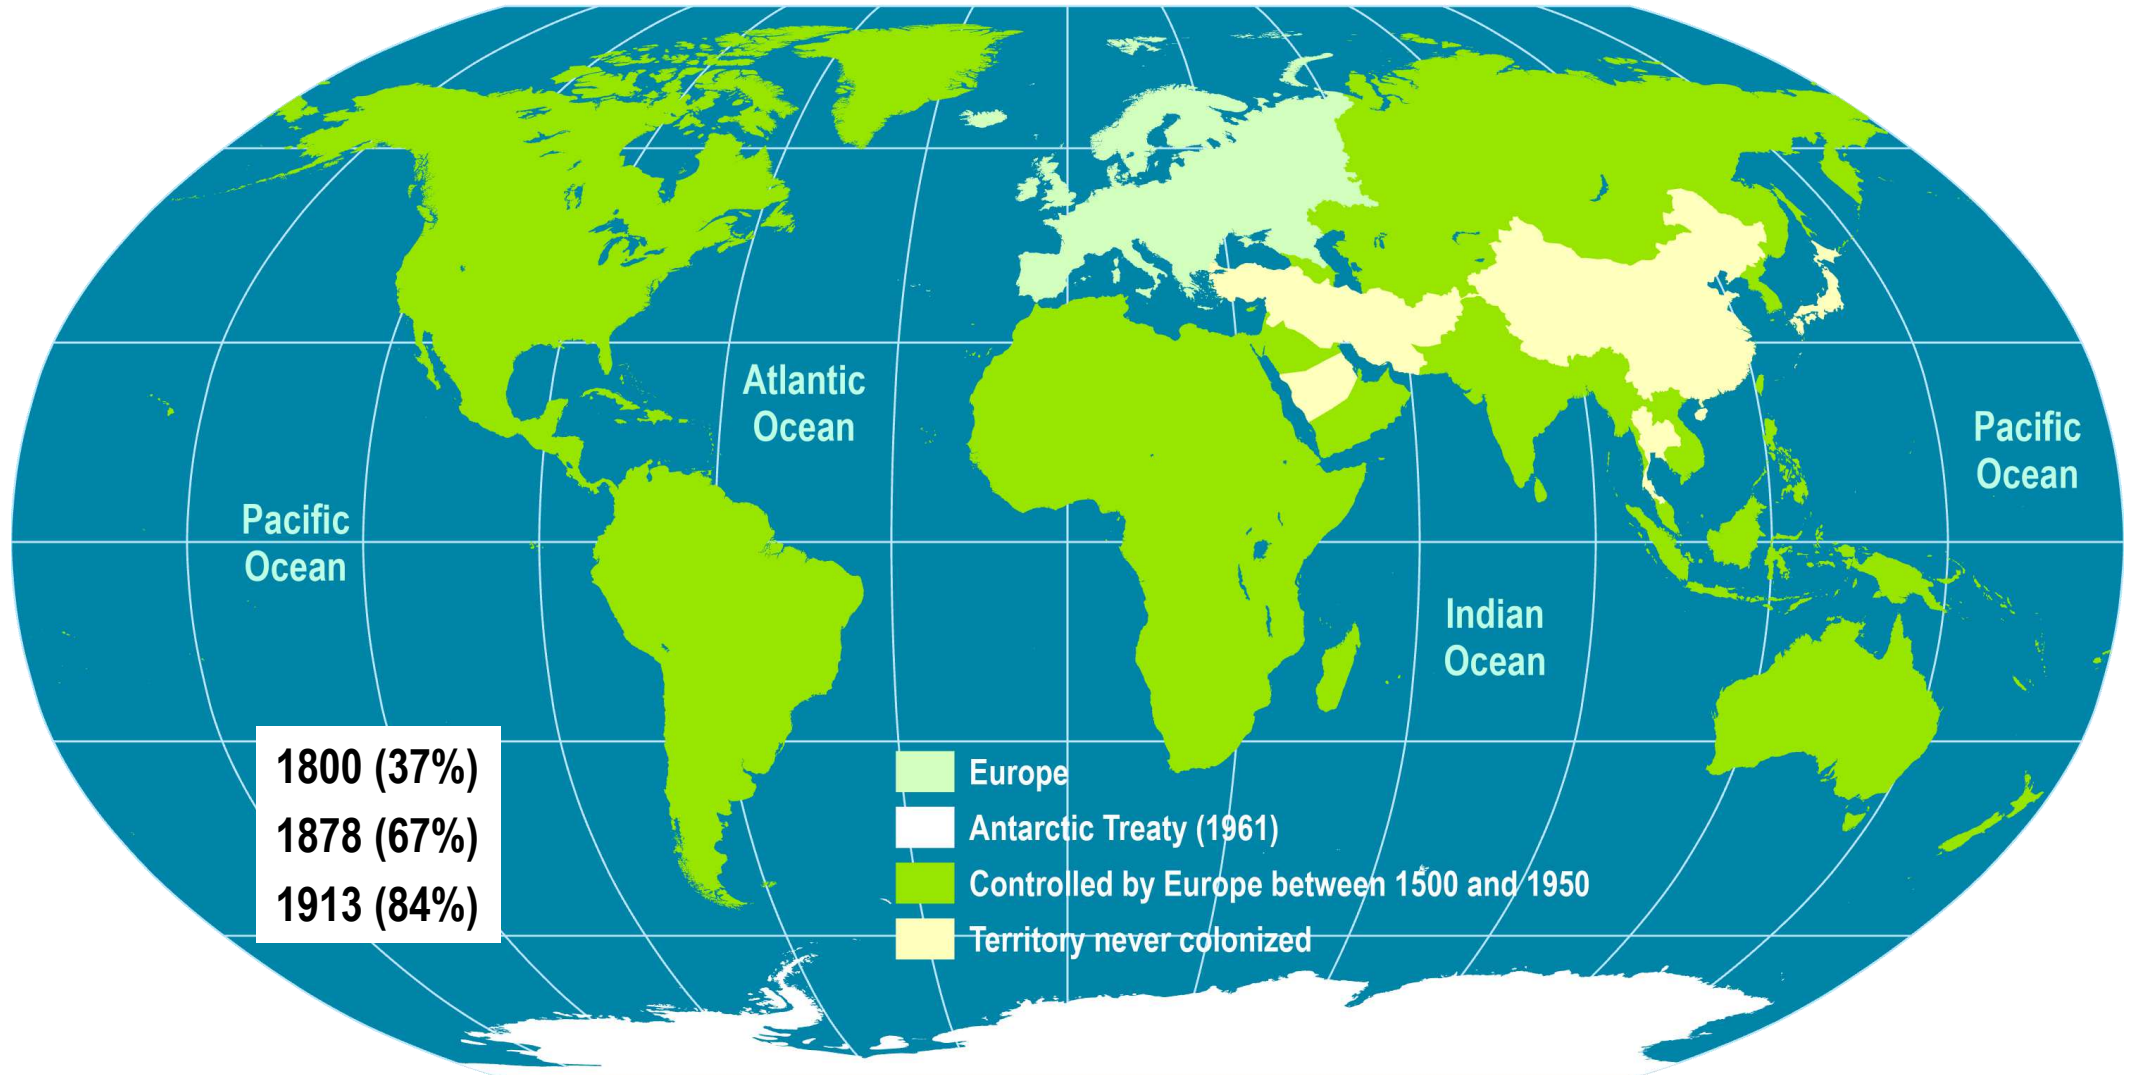 Atlantic
Ocean
Pacific
Ocean
Pacific
Ocean
Indian
Ocean
1800 (37%)
1878 (67%)
1913 (84%)
Europe
Antarctic Treaty (1961)
Controlled by Europe between 1500 and 1950
Territory never colonized